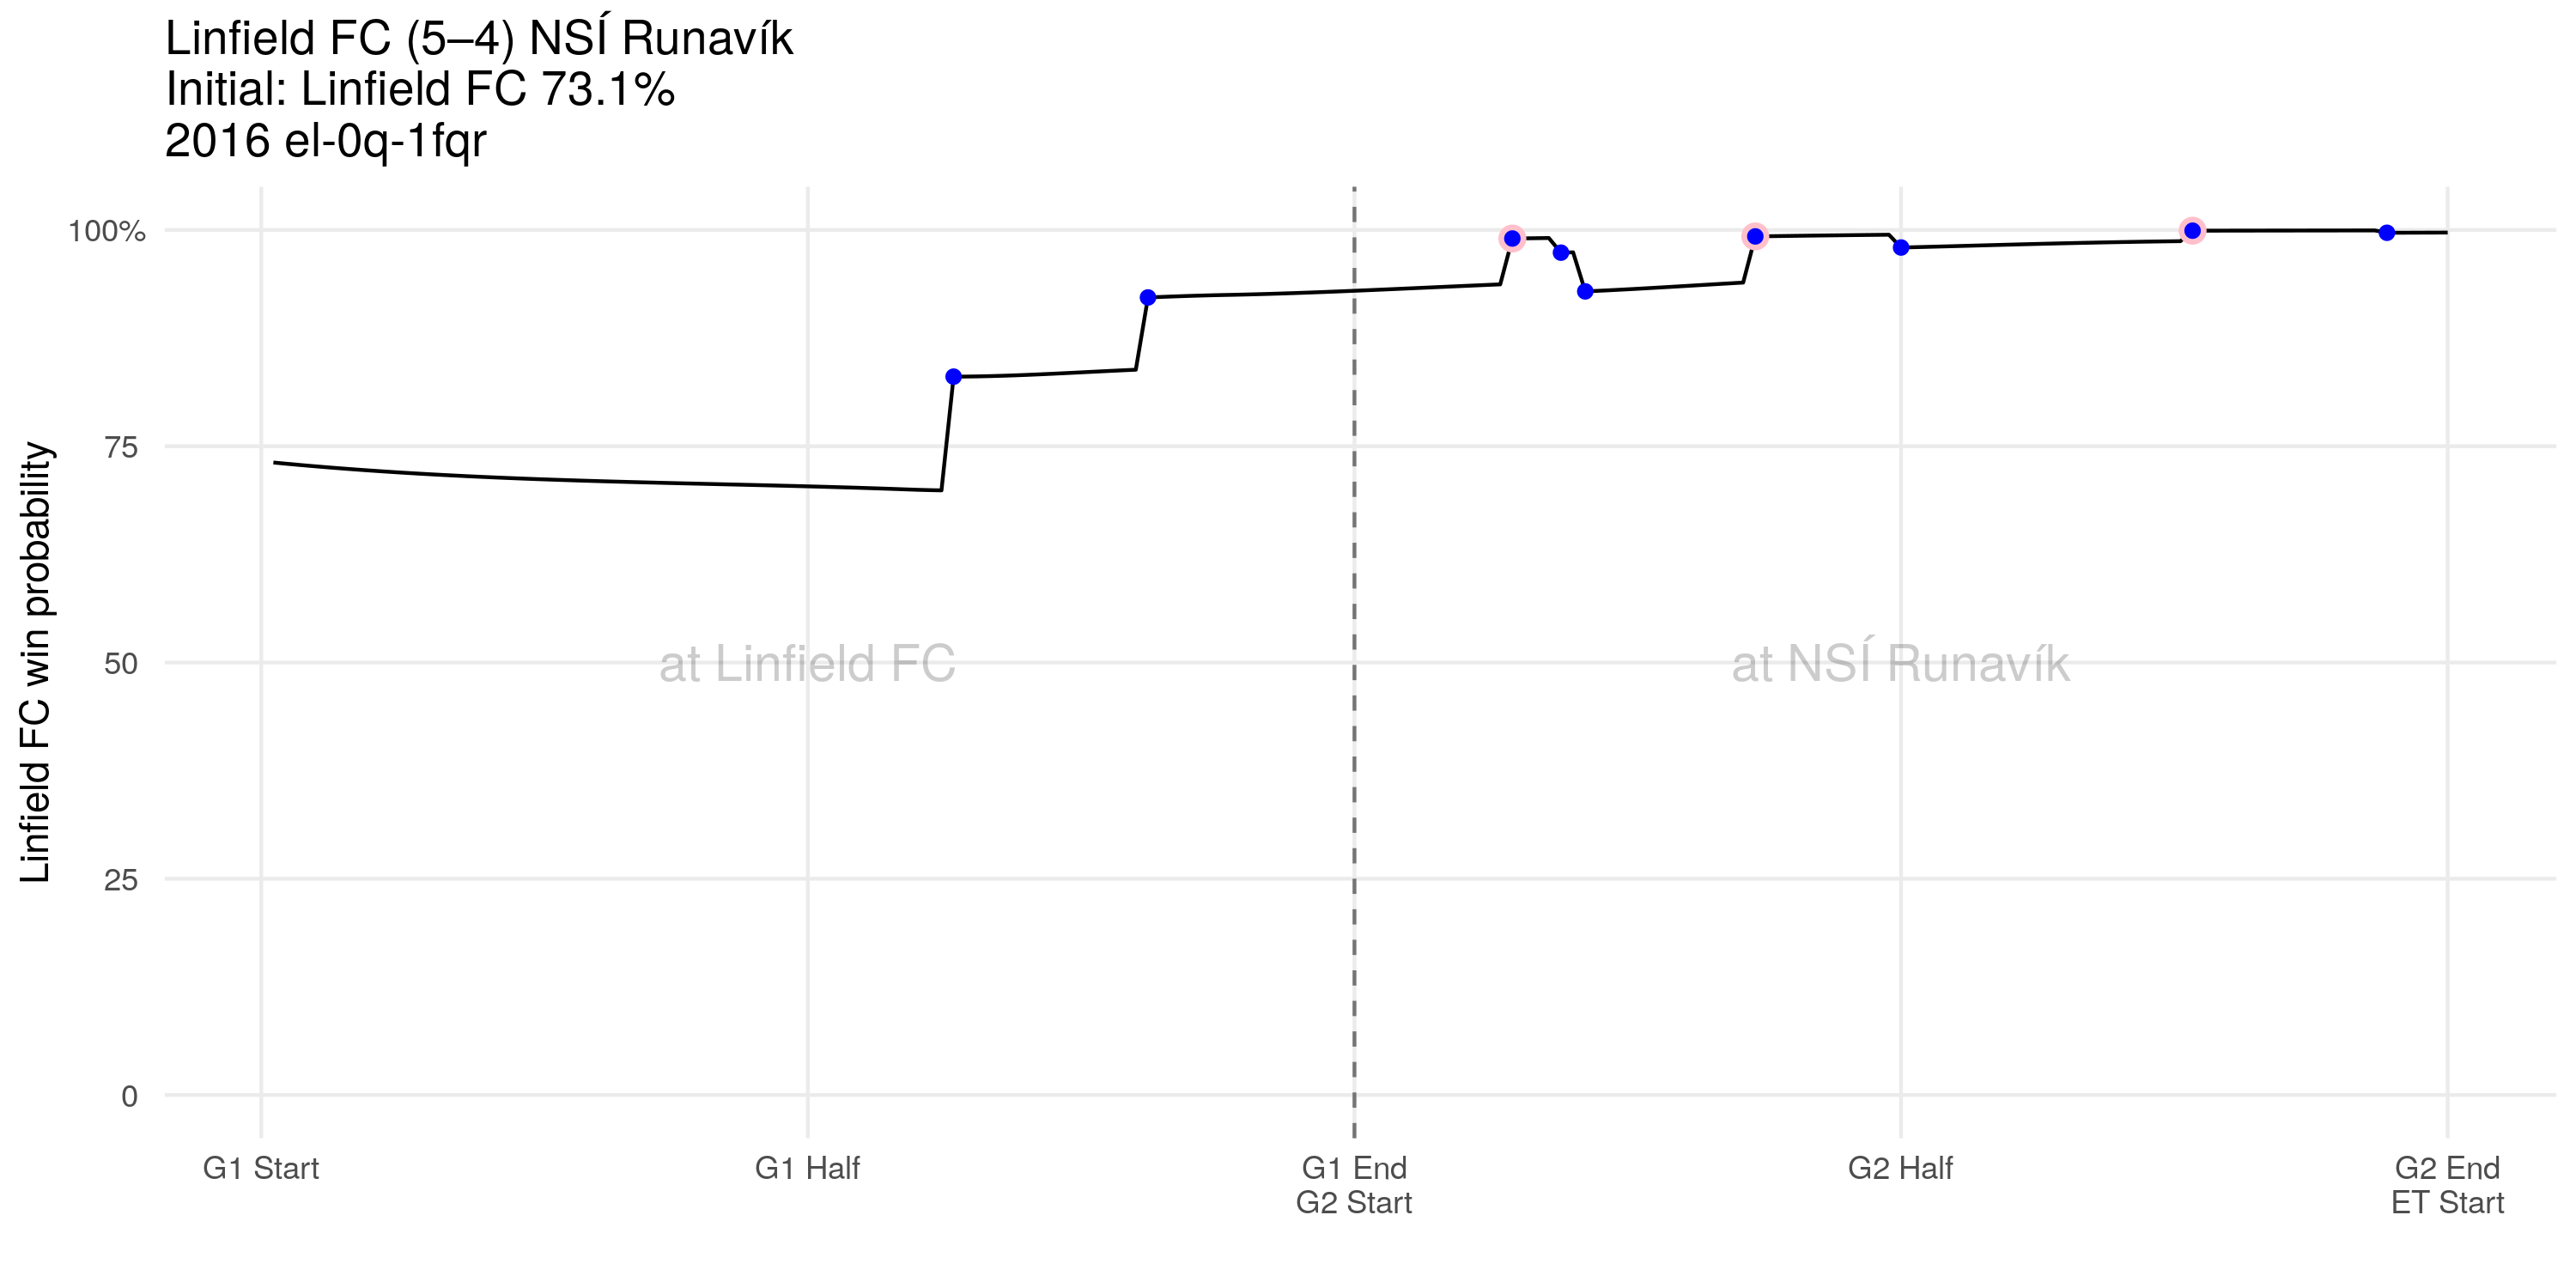 Linfield FC (5–4) NSÍ Runavík
Initial: Linfield FC 73.1%
2016 el-0q-1fqr
Linfield FC win probability
100%
75
50
25
0
at Linfield FC
at NSÍ Runavík
G1 Start
G1 Half
G1 End
G2 Start
G2 Half
G2 End
ET Start